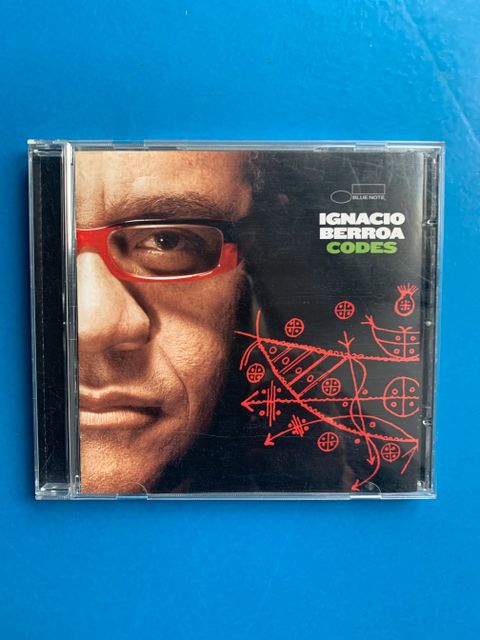 BLUE NOTE
IGNACIO
BERROA
CODES